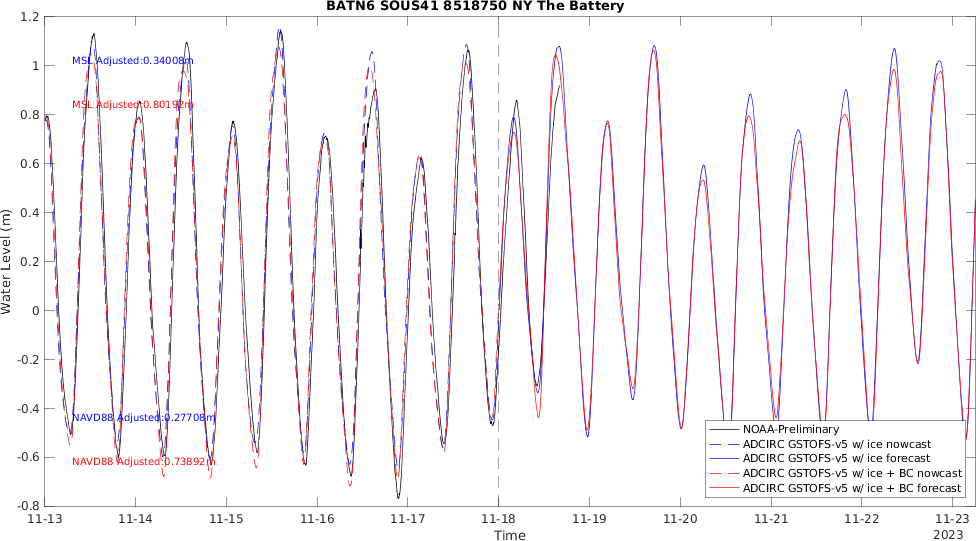 BATN6 SOUS41 8518750 NY The Battery
1.2
1
0.8
0.6
0.4
0.2
0
-0.2
-0.4
-0.6
-0.8
Water Level (m)
MSL Adjusted:0.34008m
MSL Adjusted:0.80192m
NAVD88 Adjusted:0.27708m
NAVD88 Adjusted:0.73892m
NOAA-Preliminary
ADCIRC GSTOFS-v5 w/ ice nowcast
ADCIRC GSTOFS-v5 w/ ice forecast
ADCIRC GSTOFS-v5 w/ ice + BC nowcast
ADCIRC GSTOFS-v5 w/ ice + BC forecast
11-13 11-14 11-15 11-16 11-17 11-18 11-19 11-20 11-21 11-22 11-23
Time
2023